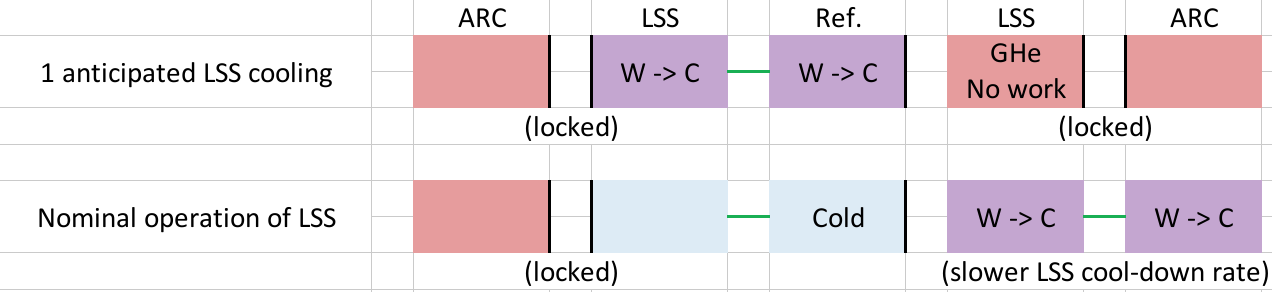 ARC LSS Ref. LSS ARC
1 anticipated LSS cooling W -> C W -> C GHe
No work
(locked) (locked)
Nominal operation of LSS Cold W -> C W -> C
(locked) (slower LSS cool-down rate)